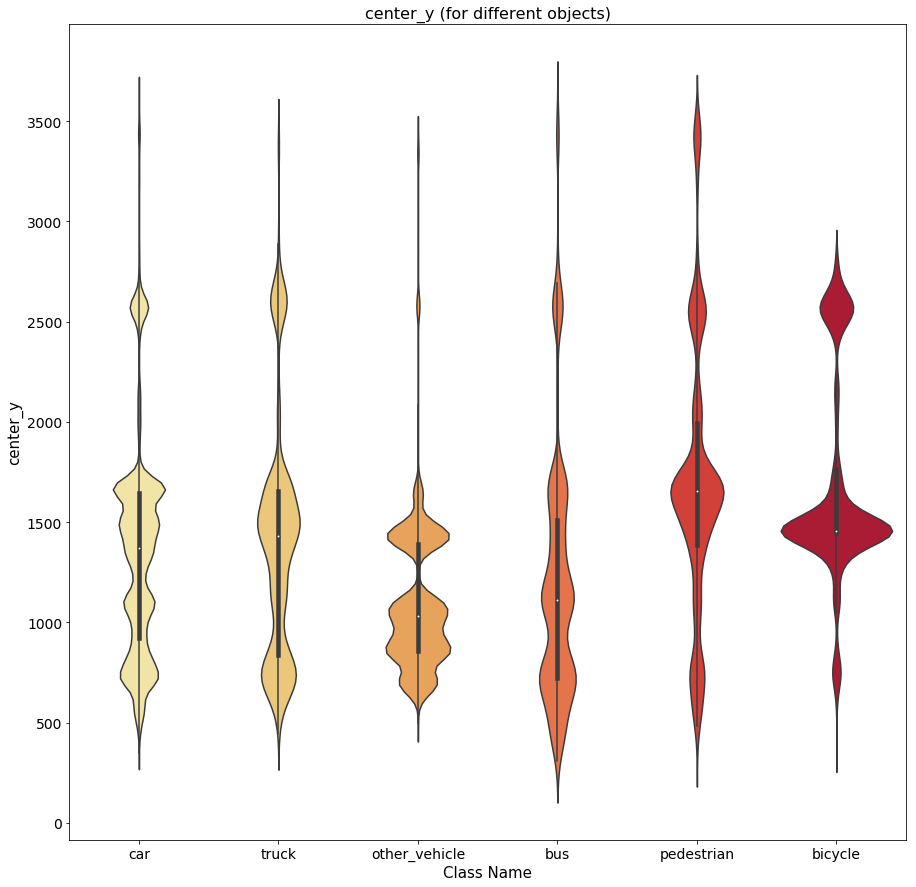 center_y (for different objects)
3500
3000
2500
2000
1500
1000
500
0
center_y
car truck other_vehicle bus pedestrian bicycle
Class Name